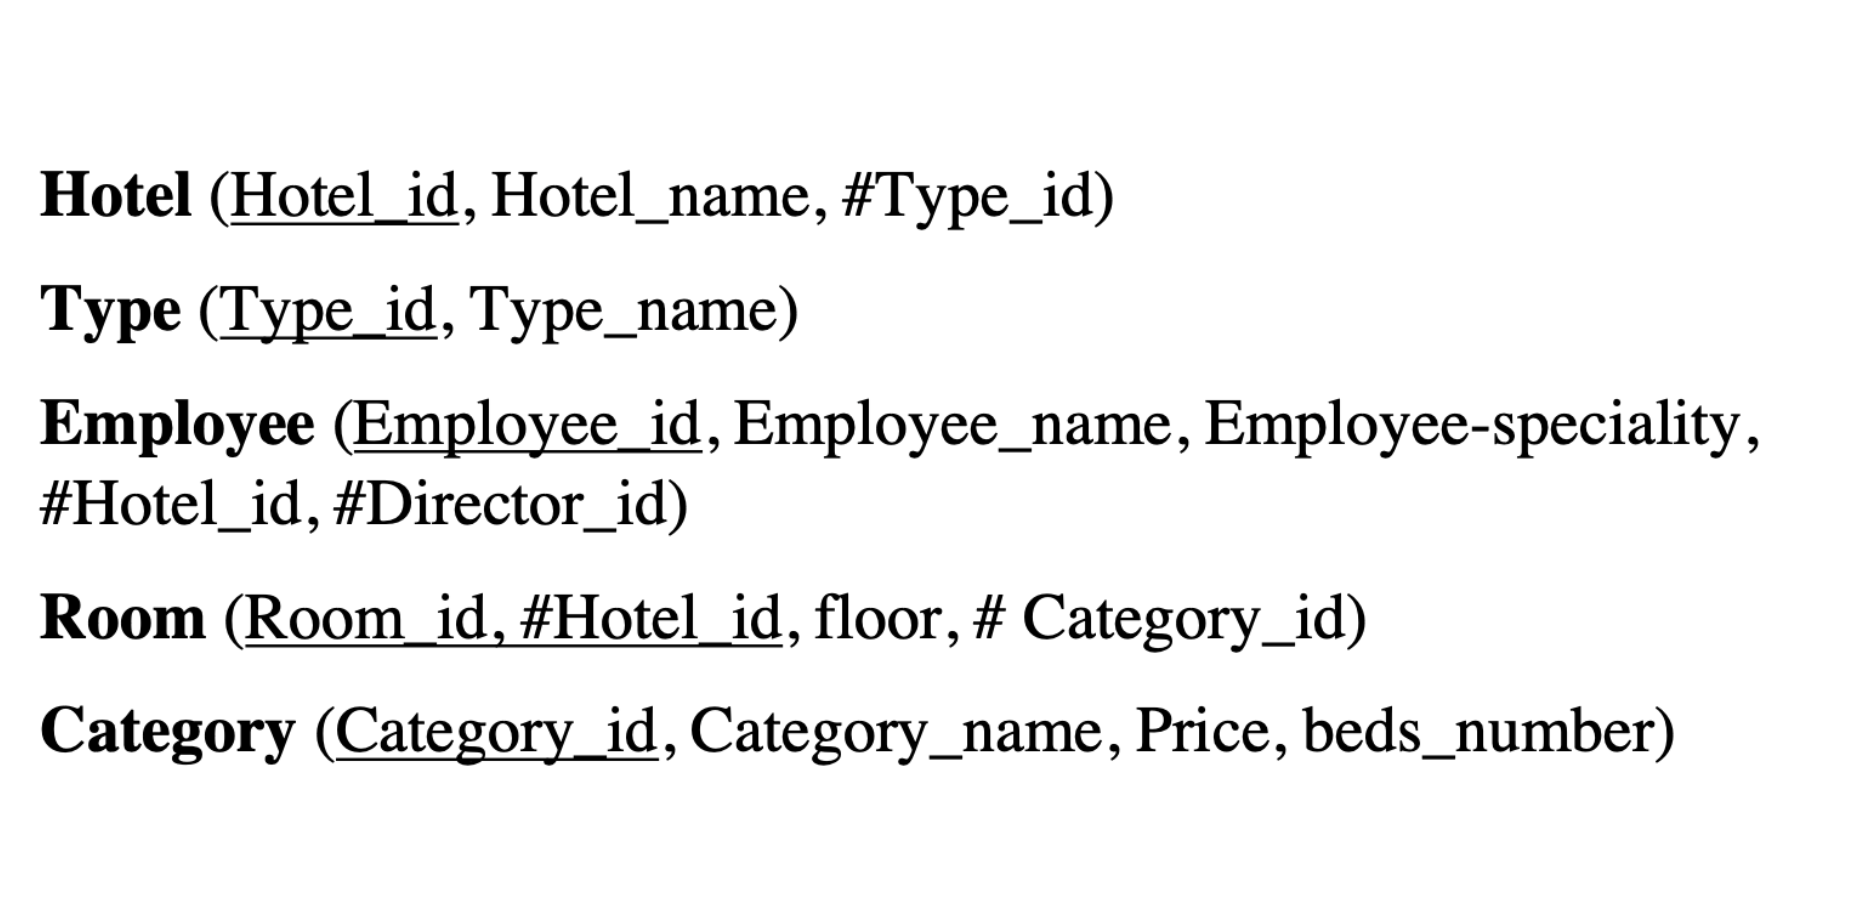 Hotel (Hotel_id, Hotel_name, #Type_id)
Type (Type_id, Type_name)
Employee (Employee_id, Employee_name, Employee-speciality,
#Hotel_id, #Director_id)
Room (Room_id, #Hotel_id, floor, # Category_id)
Category (Category_id, Category_name, Price, beds_number)